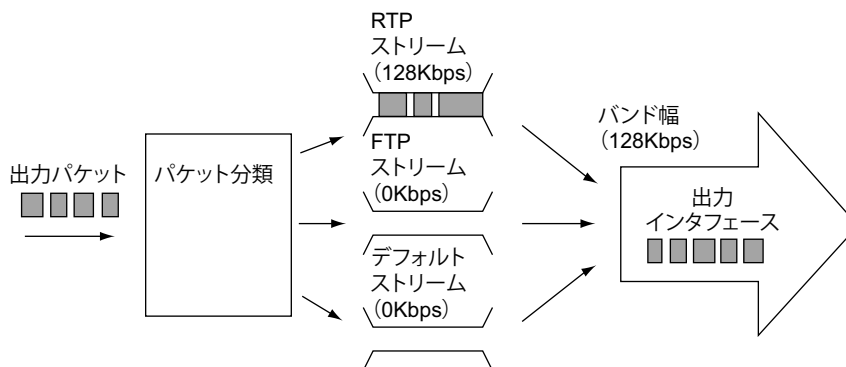 出力パケット
パケット分類
RTP
ストリーム
(128Kbps)
FTP
ストリーム
(0Kbps)
デフォルト
ストリーム
(0Kbps)
バンド幅
(128Kbps)
出力
インタフェース